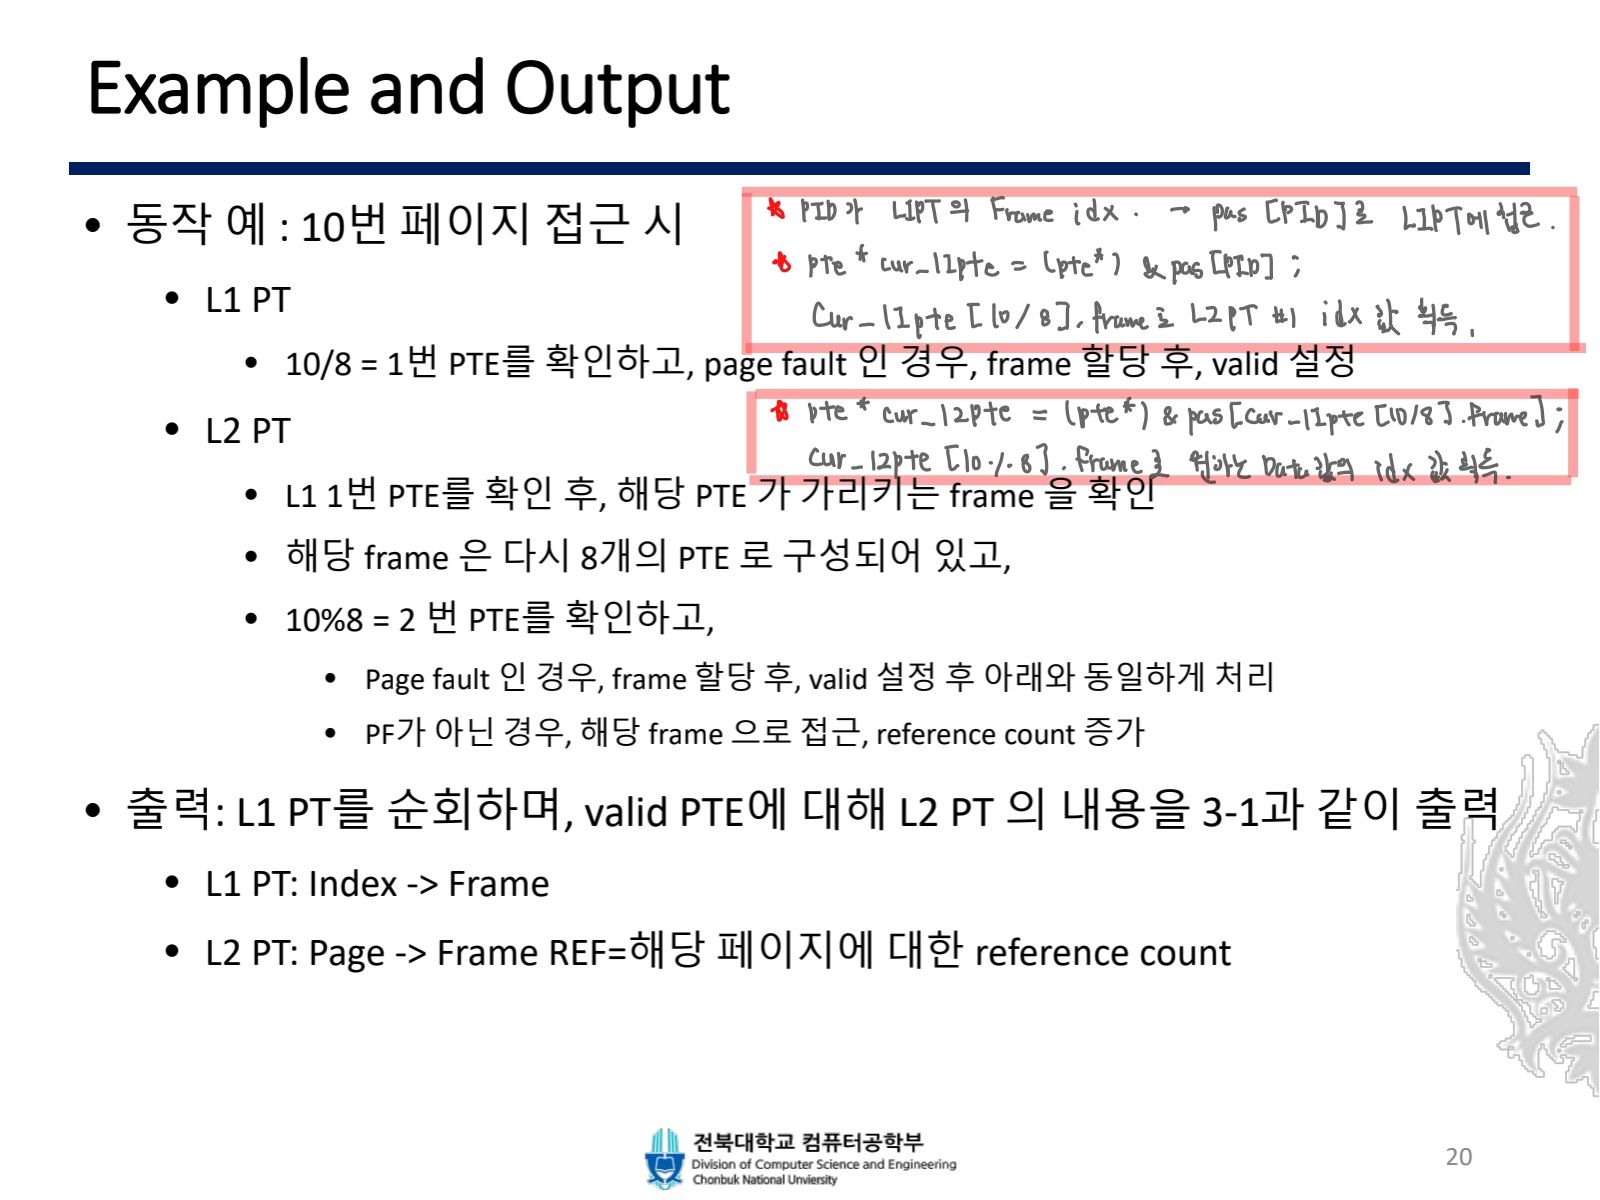 Example and Output
• 동작 예 : 10번 페이지 접근 시
* PID가 L1PT의 Frame idx. → pas [PID]로 L1PT에 접근.
* pte * cur_l1pte = (pte*) & pas[PID] ;
• L1 PT
Cur_l1pte [10/8]. frame로 L2PT #1 idx 값 획득.
• 10/8 = 1번 PTE를 확인하고, page fault 인 경우, frame 할당 후, valid 설정
* pte * cur_l2pte = (pte*) & pas[cur_l1pte [10/8].frame] ;
• L2 PT
cur_l2pte [10%8]. frame로 원하는 Data값의 idx 값 획득.
• L1 1번 PTE를 확인 후, 해당 PTE 가 가리키는 frame 을 확인
• 해당 frame 은 다시 8개의 PTE 로 구성되어 있고,
• 10%8 = 2 번 PTE를 확인하고,
• Page fault 인 경우, frame 할당 후, valid 설정 후 아래와 동일하게 처리
• PF가 아닌 경우, 해당 frame 으로 접근, reference count 증가
• 출력: L1 PT를 순회하며, valid PTE에 대해 L2 PT 의 내용을 3-1과 같이 출력
• L1 PT: Index -> Frame
• L2 PT: Page -> Frame REF=해당 페이지에 대한 reference count
전북대학교 컴퓨터공학부
Division of Computer Science and Engineering
Chonbuk National Unviersity
20